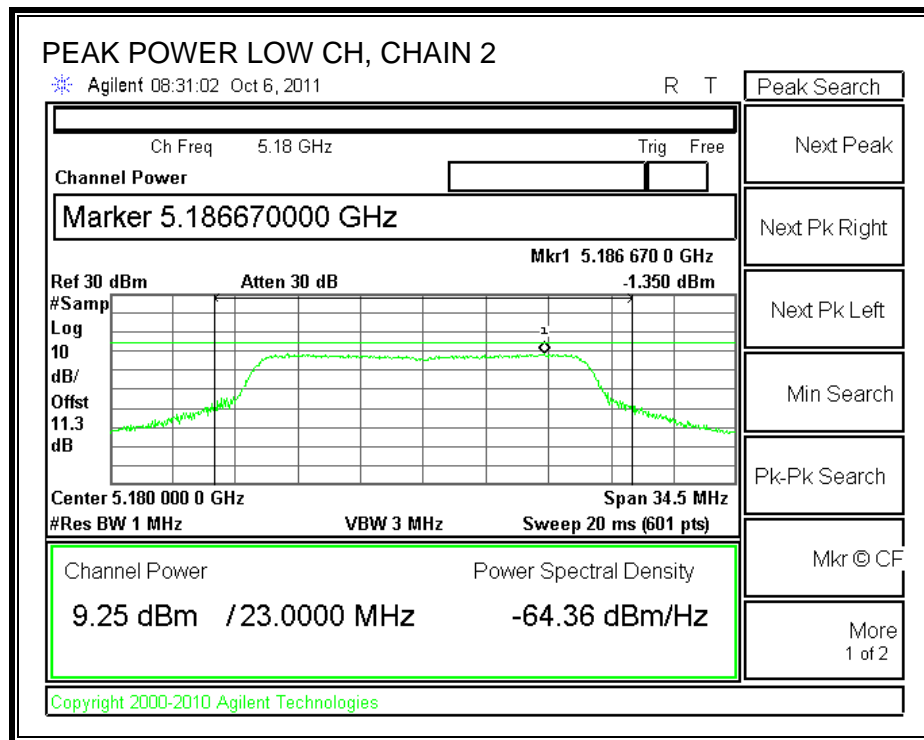 PEAK POWER LOW CH, CHAIN 2
Agilent 08:31:02 Oct 6, 2011 R T
Peak Search
Ch Freq 5.18 GHz Trig Free
Channel Power
Marker 5.186670000 GHz
Mkr1 5.186 670 0 GHz
Ref 30 dBm Atten 30 dB -1.350 dBm
#Samp
Log
10
dB/
Offst
11.3
dB
1
Center 5.180 000 0 GHz Span 34.5 MHz
#Res BW 1 MHz VBW 3 MHz Sweep 20 ms (601 pts)
Channel Power Power Spectral Density
9.25 dBm / 23.0000 MHz -64.36 dBm/Hz
Copyright 2000-2010 Agilent Technologies
Next Peak
Next Pk Right
Next Pk Left
Min Search
Pk-Pk Search
Mkr © CF
More
1 of 2